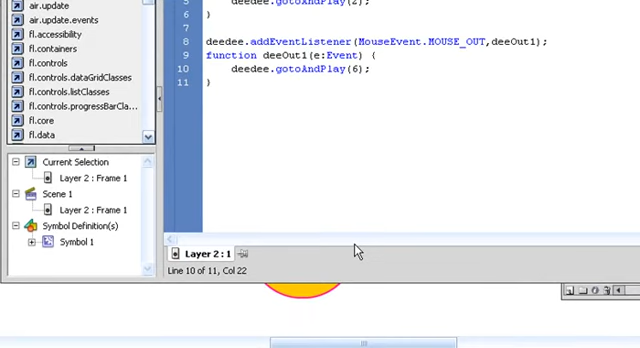 air.update
air.update.events
fl.accessibility
fl.containers
fl.controls
fl.controls.dataGridClasses
fl.controls.listClasses
fl.controls.progressBarCla...
fl.core
fl.data
Current Selection
Layer 2 : Frame 1
Scene 1
Layer 2 : Frame 1
Symbol Definition(s)
Symbol 1
5 deedee.gotoAndPlay(2);
6 }
7
8 deedee.addEventListener(MouseEvent.MOUSE_OUT,deeOut1);
9 function deeOut1(e:Event) {
10 deedee.gotoAndPlay(6);
11 }
Layer 2 : 1
Line 10 of 11, Col 22